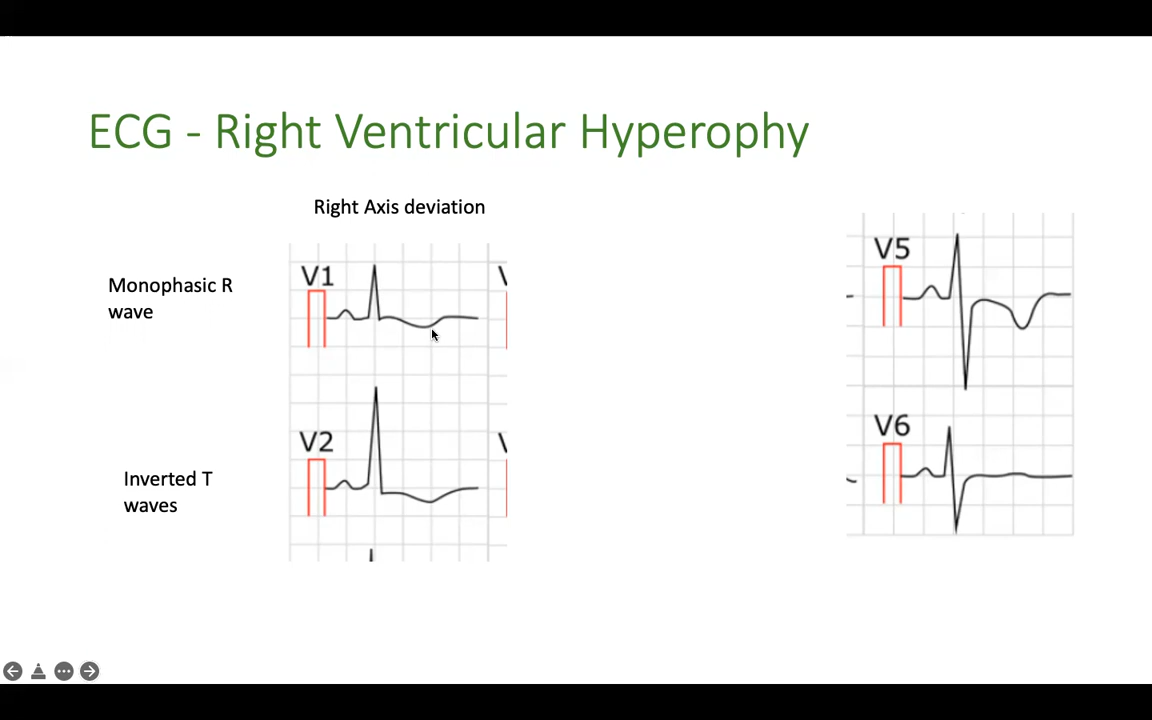 ECG - Right Ventricular Hyperophy
Right Axis deviation
Monophasic R
wave
V1
V2
Inverted T
waves
V5
V6